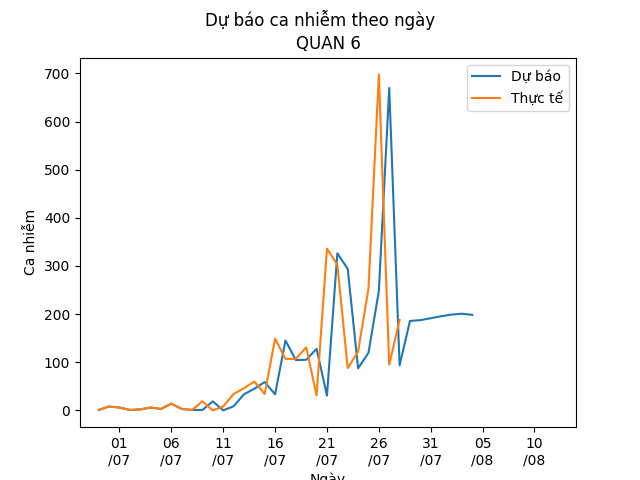 Dự báo ca nhiễm theo ngày
QUAN 6
Dự báo
Thực tế
Ca nhiễm
700
600
500
400
300
200
100
0
01 06 11 16 21 26 31 05 10
/07 /07 /07 /07 /07 /07 /07 /08 /08
Ngày